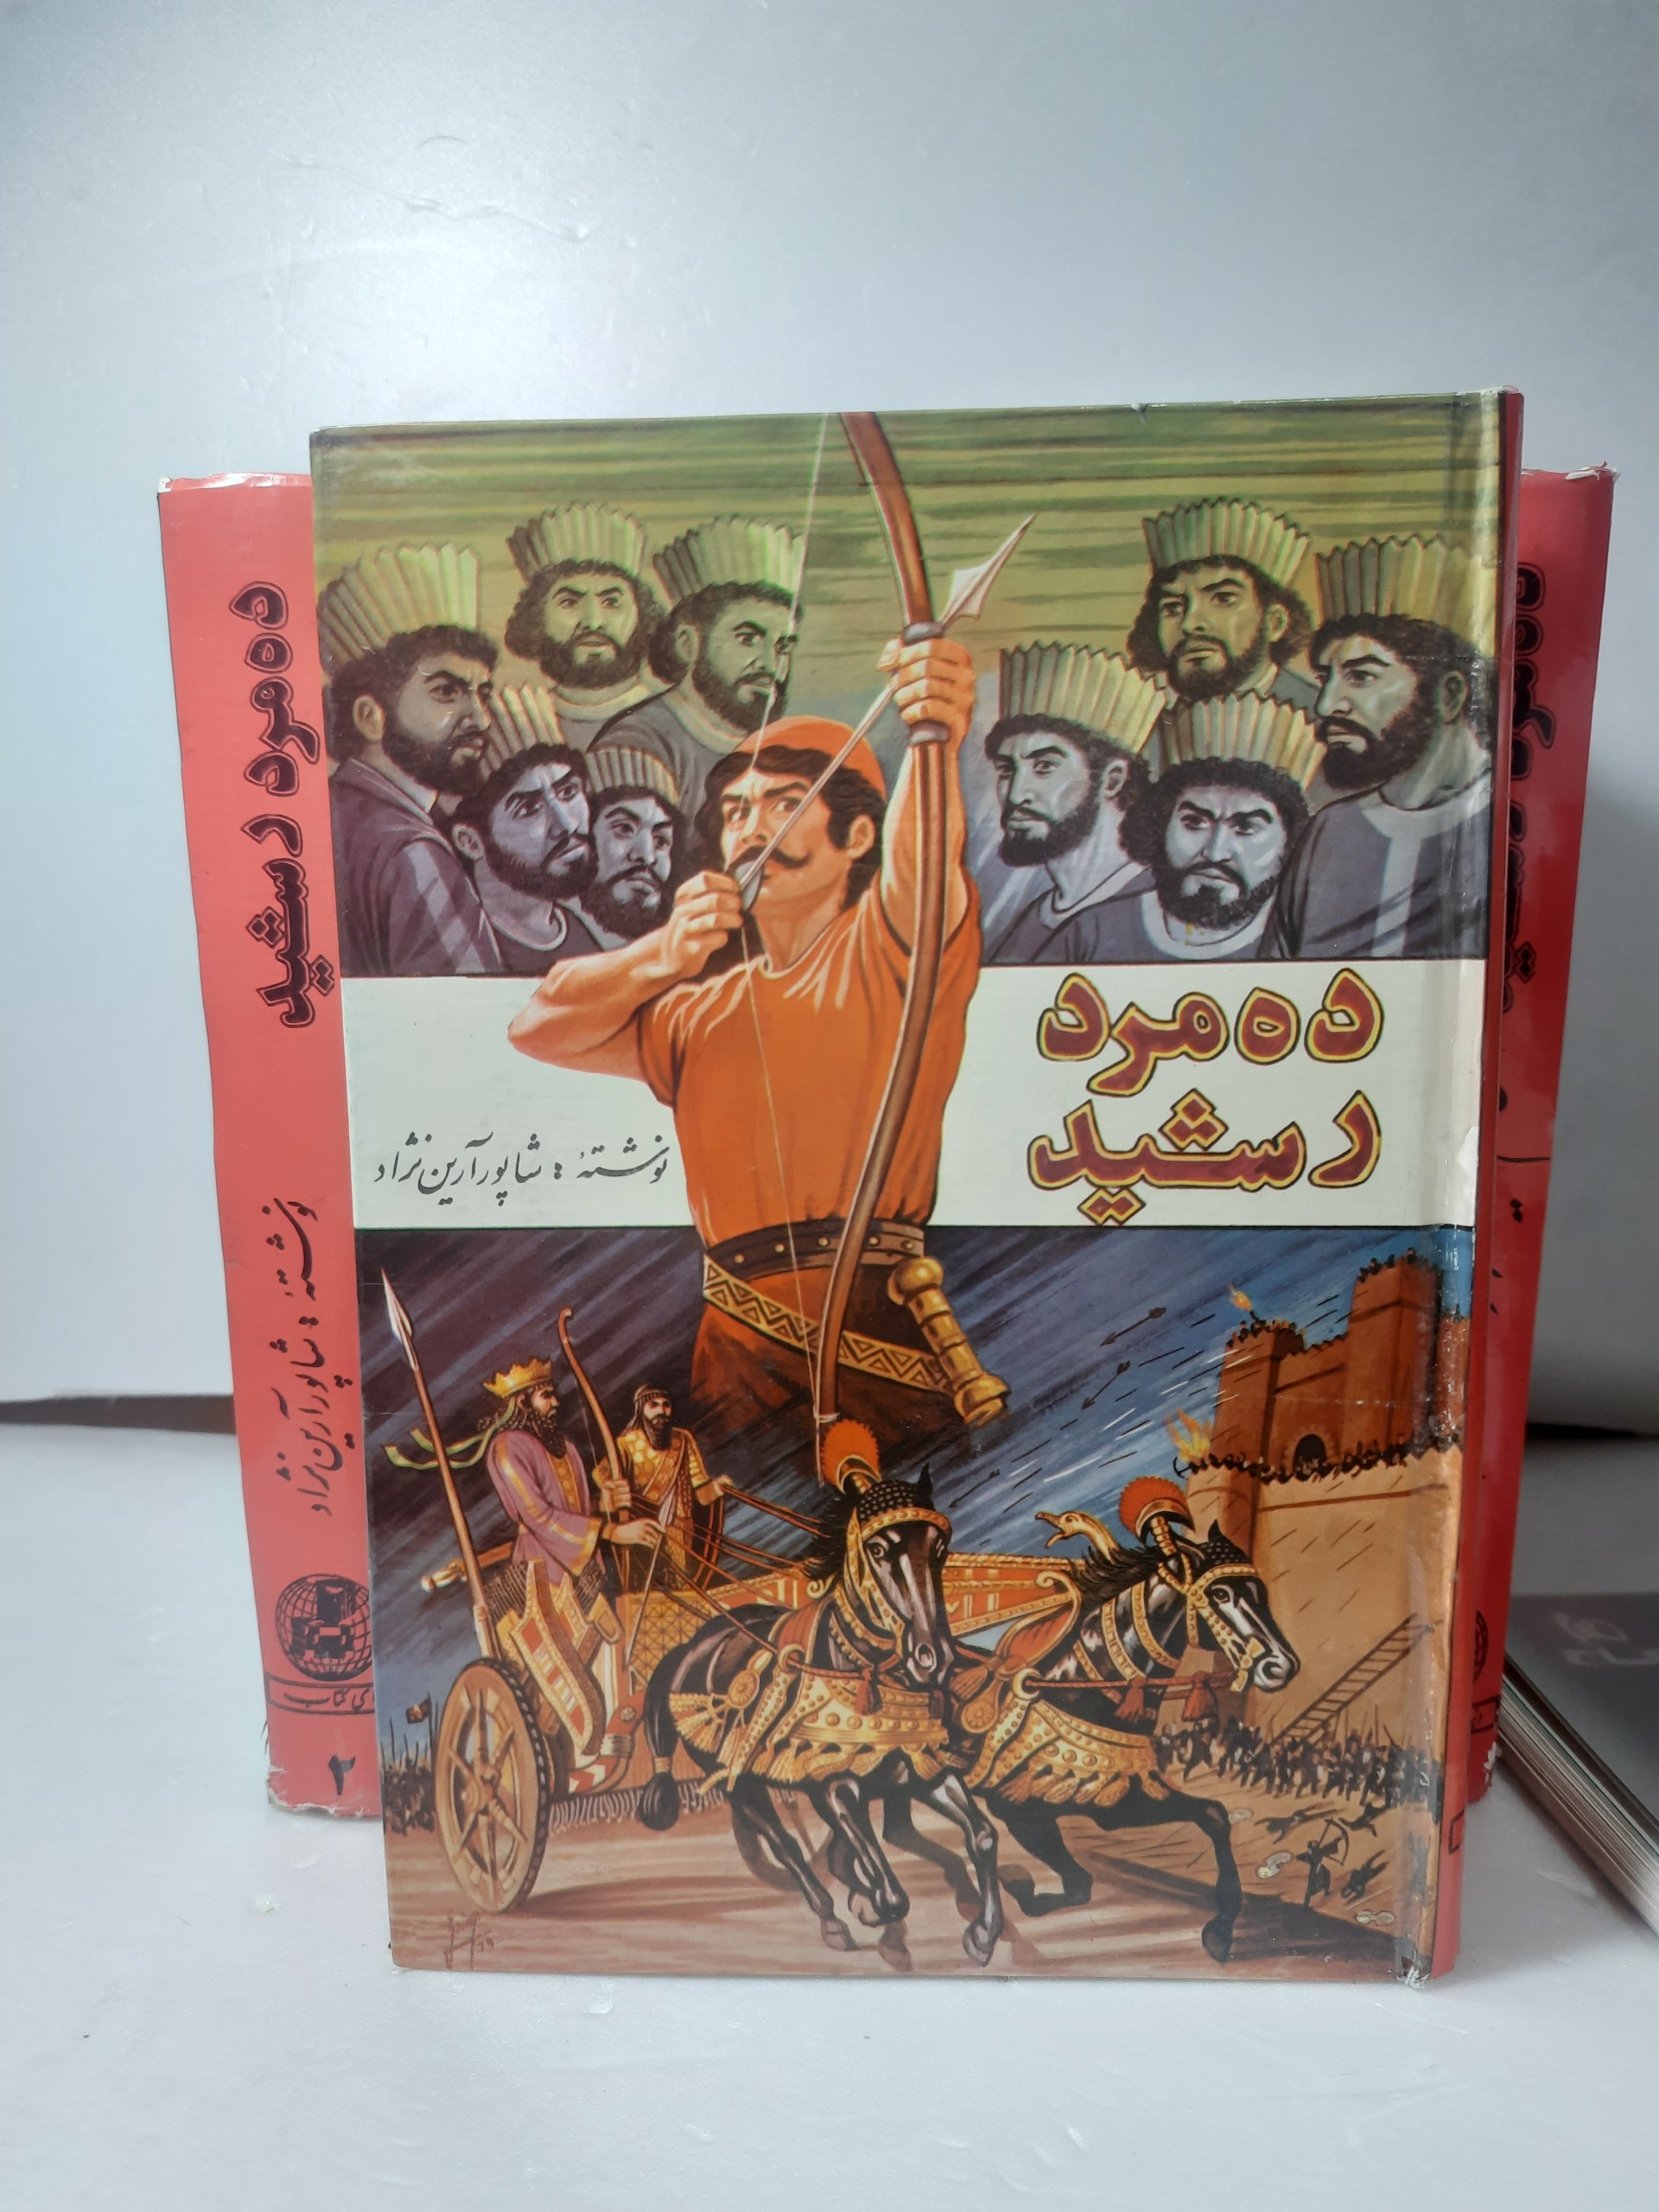 ده مرد
رشید
نوشتهٔ : شاپور آرین نژاد
ده مرد رشید
نوشتهٔ : شاپور آرین نژاد
۲